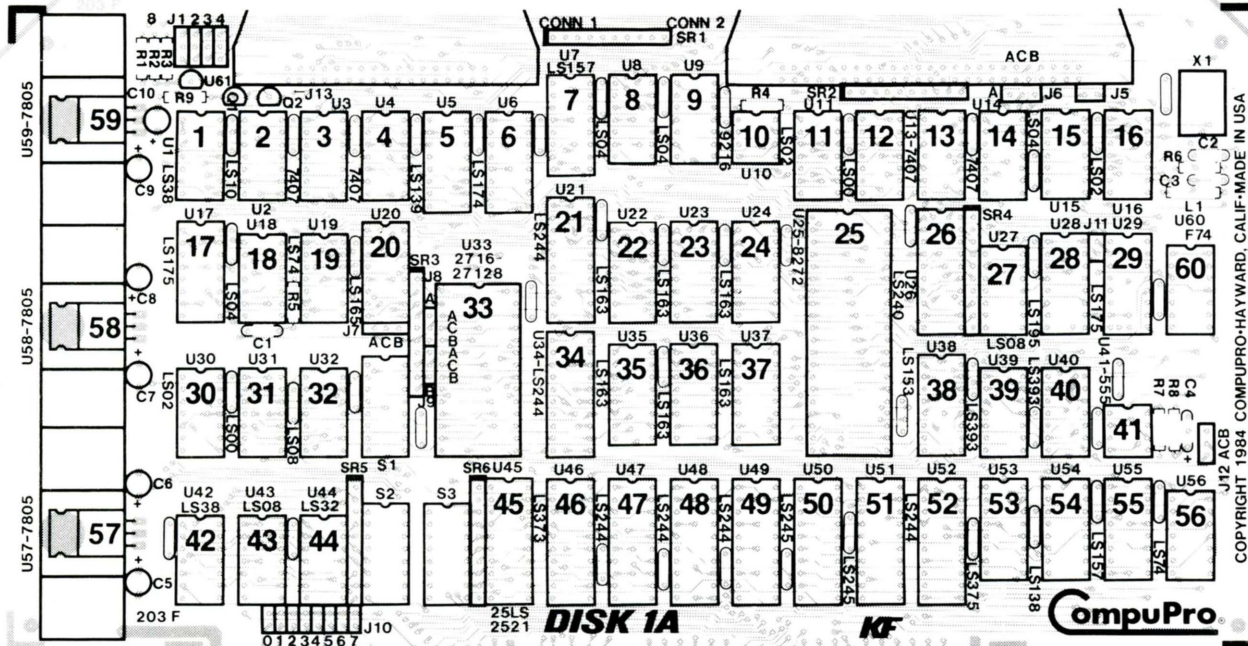 203 F
8 J1 2 3 4
CONN 1
CONN 2
SR1
ACB
X1
R1
R2
R3
U61
C10
R9
Q1
Q2
J13
U3
U4
U5
U6
U7
LS157
U8
U9
R4
SR2
U11
A
J6
J5
U14
U59-7805
59
1
2
3
4
5
6
7
8
9
10
11
12
13
14
15
16
U1 LS38
LS10
7407
7407
LS139
LS174
LS04
LS04
9216
LS02
LS00
U13-7407
7407
LS04
LS02
C2
R6
C3
L1
C9
U10
U17
U2
U18
U19
U20
U21
LS244
U22
U23
U24
U25-8272
U26
SR4
U15
U16
U27
U28
J11
U29
U60
F74
17
18
19
20
21
22
23
24
25
26
27
28
29
60
LS175
LS04
LS74
R5
LS165
SR3
J8
A
U33
2716-
27128
33
ACBACB
LS163
LS163
LS163
LS240
LS195
LS175
C8
U58-7805
58
C1
J7
ACB
B
J9
C7
U30
U31
U32
U34-LS244
U35
U36
U37
U38
LS08
U39
U40
U41-555
30
31
32
34
35
36
37
38
39
40
41
LS02
LS00
LS08
LS163
LS163
LS163
LS153
LS393
LS393
R7
R8
C4
J12 ACB
S1
C6
U42
LS38
U43
LS08
U44
LS32
SR5
S2
S3
SR6
U45
U46
U47
U48
U49
U50
U51
U52
U53
U54
U55
U56
U57-7805
57
42
43
44
45
46
47
48
49
50
51
52
53
54
55
56
LS373
LS244
LS244
LS244
LS245
LS245
LS244
LS375
LS138
LS157
LS74
C5
203 F
0 1 2 3 4 5 6 7
J10
25LS
2521
DISK 1A
KF
CompuPro
COPYRIGHT 1984 COMPUPRO-HAYWARD, CALIF-MADE IN USA